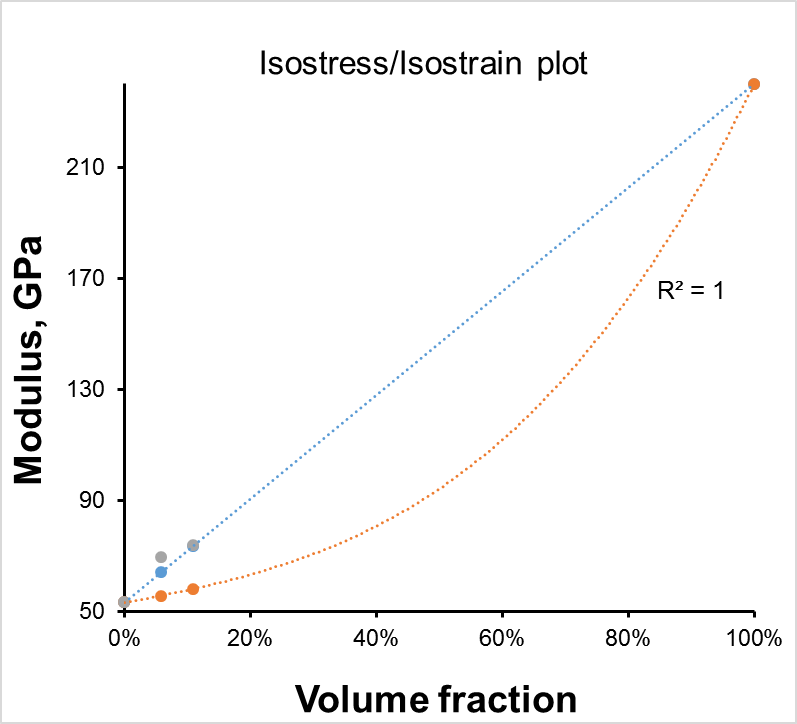 Isostress/Isostrain plot
Modulus, GPa
210
170
130
90
50
R² = 1
0% 20% 40% 60% 80% 100%
Volume fraction